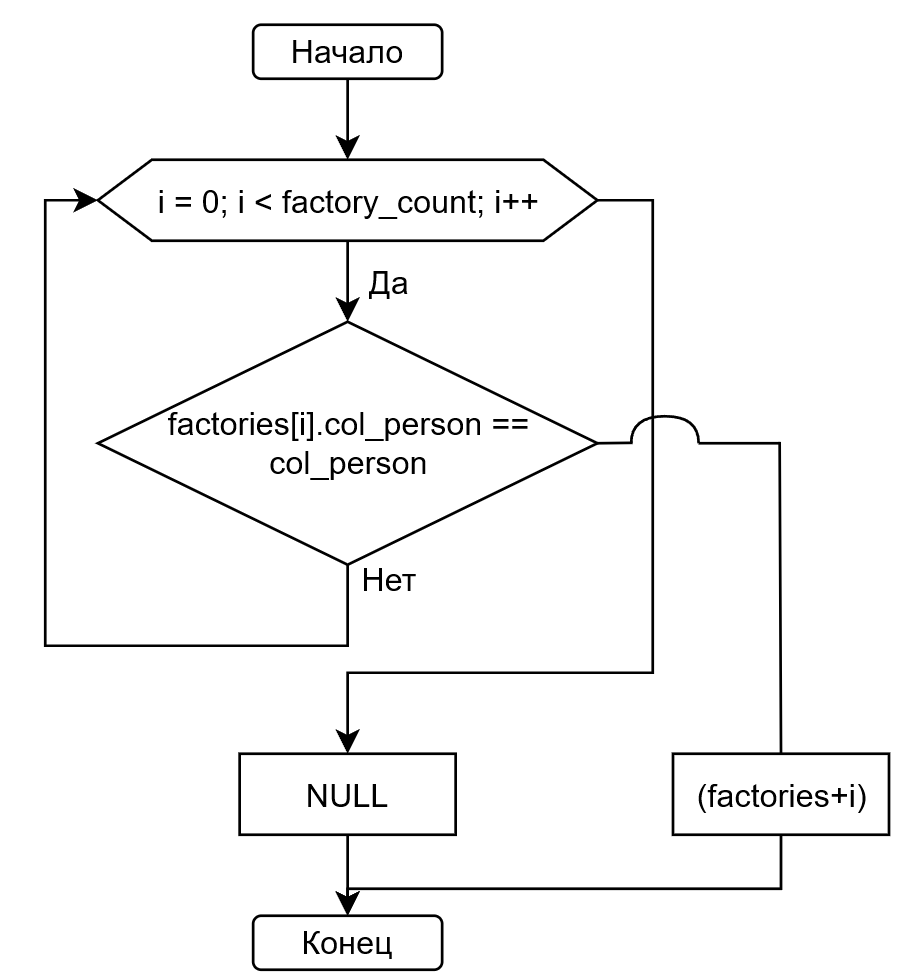 Начало
i = 0; i < factory_count; i++
Да
factories[i].col_person ==
col_person
Нет
NULL
(factories+i)
Конец